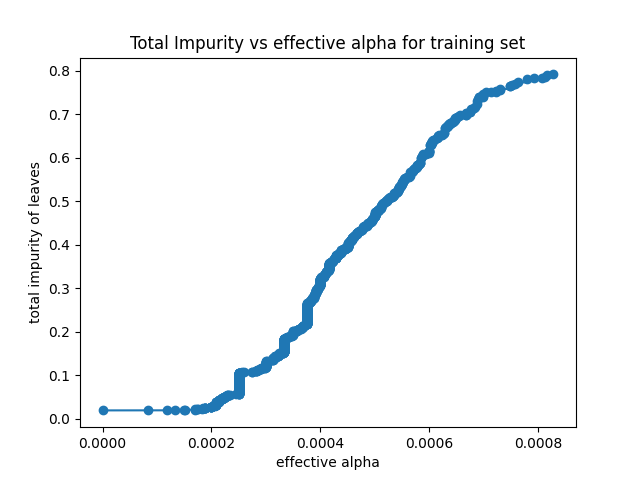 Total Impurity vs effective alpha for training set
0.8
0.7
0.6
0.5
0.4
0.3
0.2
0.1
0.0
total impurity of leaves
0.0000 0.0002 0.0004 0.0006 0.0008
effective alpha